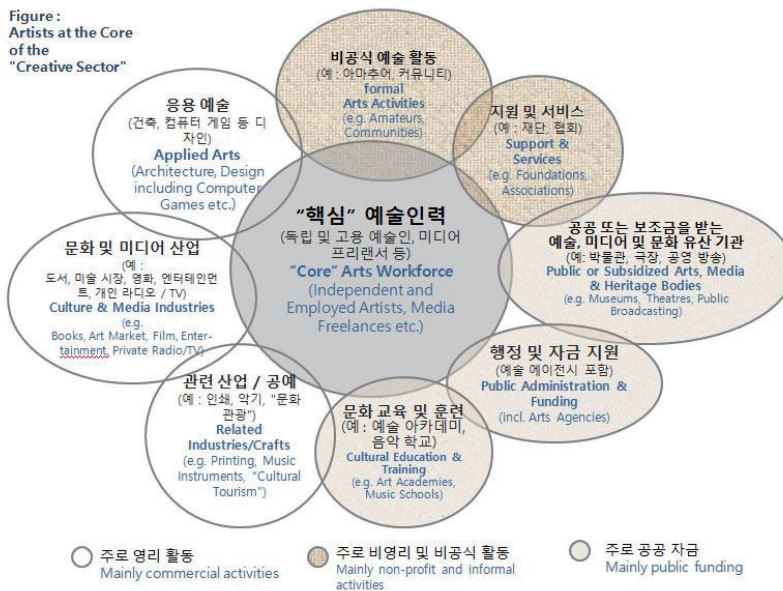 Figure :
Artists at the Core
of the
"Creative Sector"
비공식 예술 활동
(예 : 아마추어, 커뮤니티)
formal
Arts Activities
(e.g. Amateurs,
Communities)
응용 예술
(건축, 컴퓨터 게임 등 디
자인)
Applied Arts
(Architecture, Design
including Computer
Games etc.)
지원 및 서비스
(예 : 재단, 협회)
Support &
Services
(e.g. Foundations,
Associations)
"핵심" 예술인력
(독립 및 고용 예술인, 미디어
프리랜서 등)
"Core" Arts Workforce
(Independent and
Employed Artists, Media
Freelances etc.)
문화 및 미디어 산업
(예 :
도서, 미술 시장, 영화, 엔터테인먼
트, 개인 라디오 / TV)
Culture & Media Industries
(e.g.
Books, Art Market, Film, Enter-
tainment, Private Radio/TV)
공공 또는 보조금을 받는
예술, 미디어 및 문화 유산 기관
(예: 박물관, 극장, 공영 방송)
Public or Subsidized Arts, Media
& Heritage Bodies
(e.g. Museums, Theatres, Public
Broadcasting)
행정 및 자금 지원
(예술 에이전시 포함)
Public Administration &
Funding
(incl. Arts Agencies)
관련 산업 / 공예
(예 : 인쇄, 악기, "문화
관광")
Related
Industries/Crafts
(e.g. Printing, Music
Instruments, "Cultural
Tourism")
문화 교육 및 훈련
(예 : 예술 아카데미,
음악 학교)
Cultural Education &
Training
(e.g. Art Academies,
Music Schools)
주로 영리 활동
Mainly commercial activities
주로 비영리 및 비공식 활동
Mainly non-profit and informal
activities
주로 공공 자금
Mainly public funding